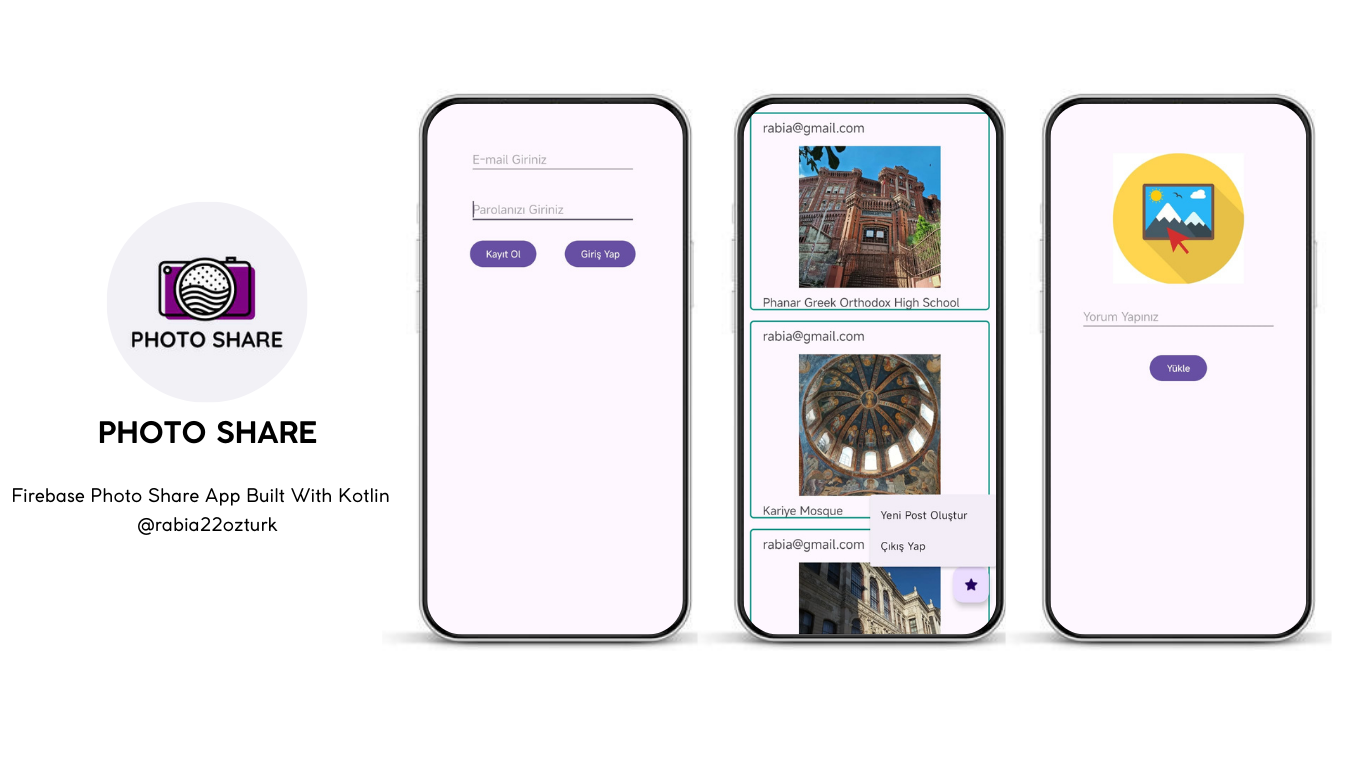 PHOTO SHARE
PHOTO SHARE
Firebase Photo Share App Built With Kotlin
@rabia22ozturk
E-mail Giriniz
Parolanızı Giriniz
Kayıt Ol
Giriş Yap
rabia@gmail.com
Phanar Greek Orthodox High School
rabia@gmail.com
Kariye Mosque
rabia@gmail.com
Yeni Post Oluştur
Çıkış Yap
Yorum Yapınız
Yükle